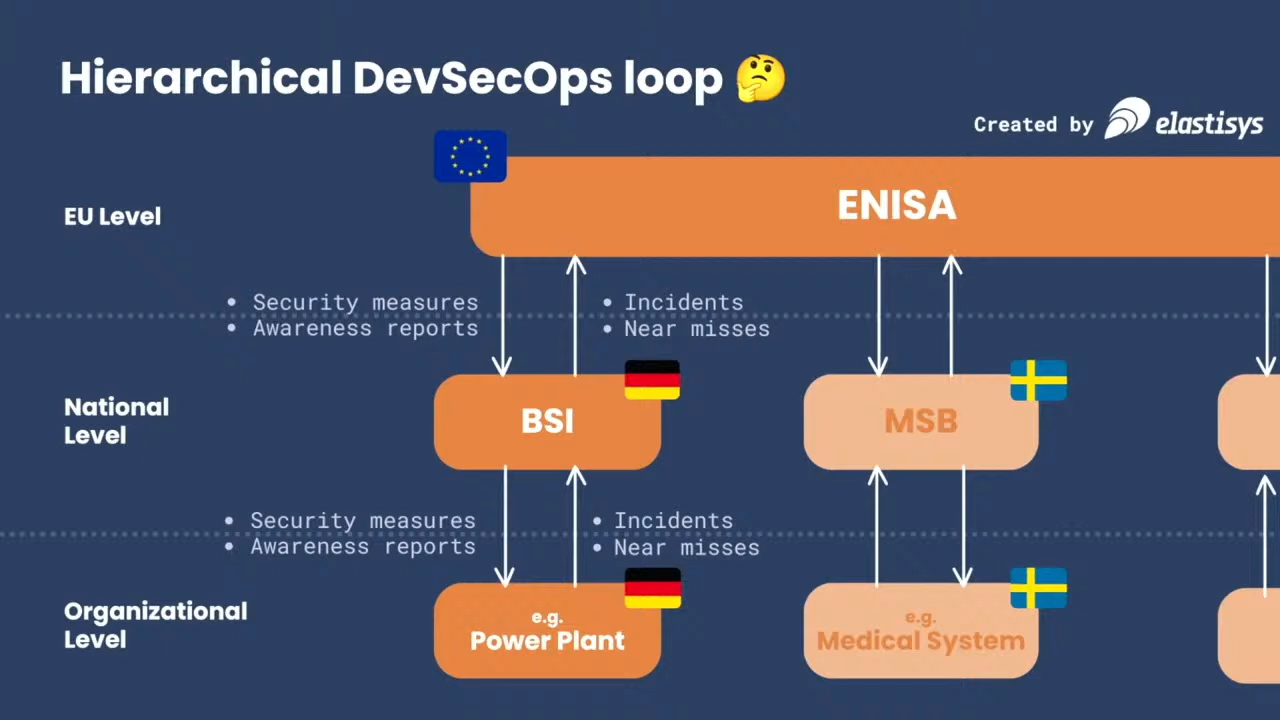 Hierarchical DevSecOps loop 🤔
Created by elastisys
EU Level
ENISA
• Security measures
• Awareness reports
• Incidents
• Near misses
National
Level
BSI
MSB
• Security measures
• Awareness reports
• Incidents
• Near misses
Organizational
Level
e.g.
Power Plant
e.g.
Medical System